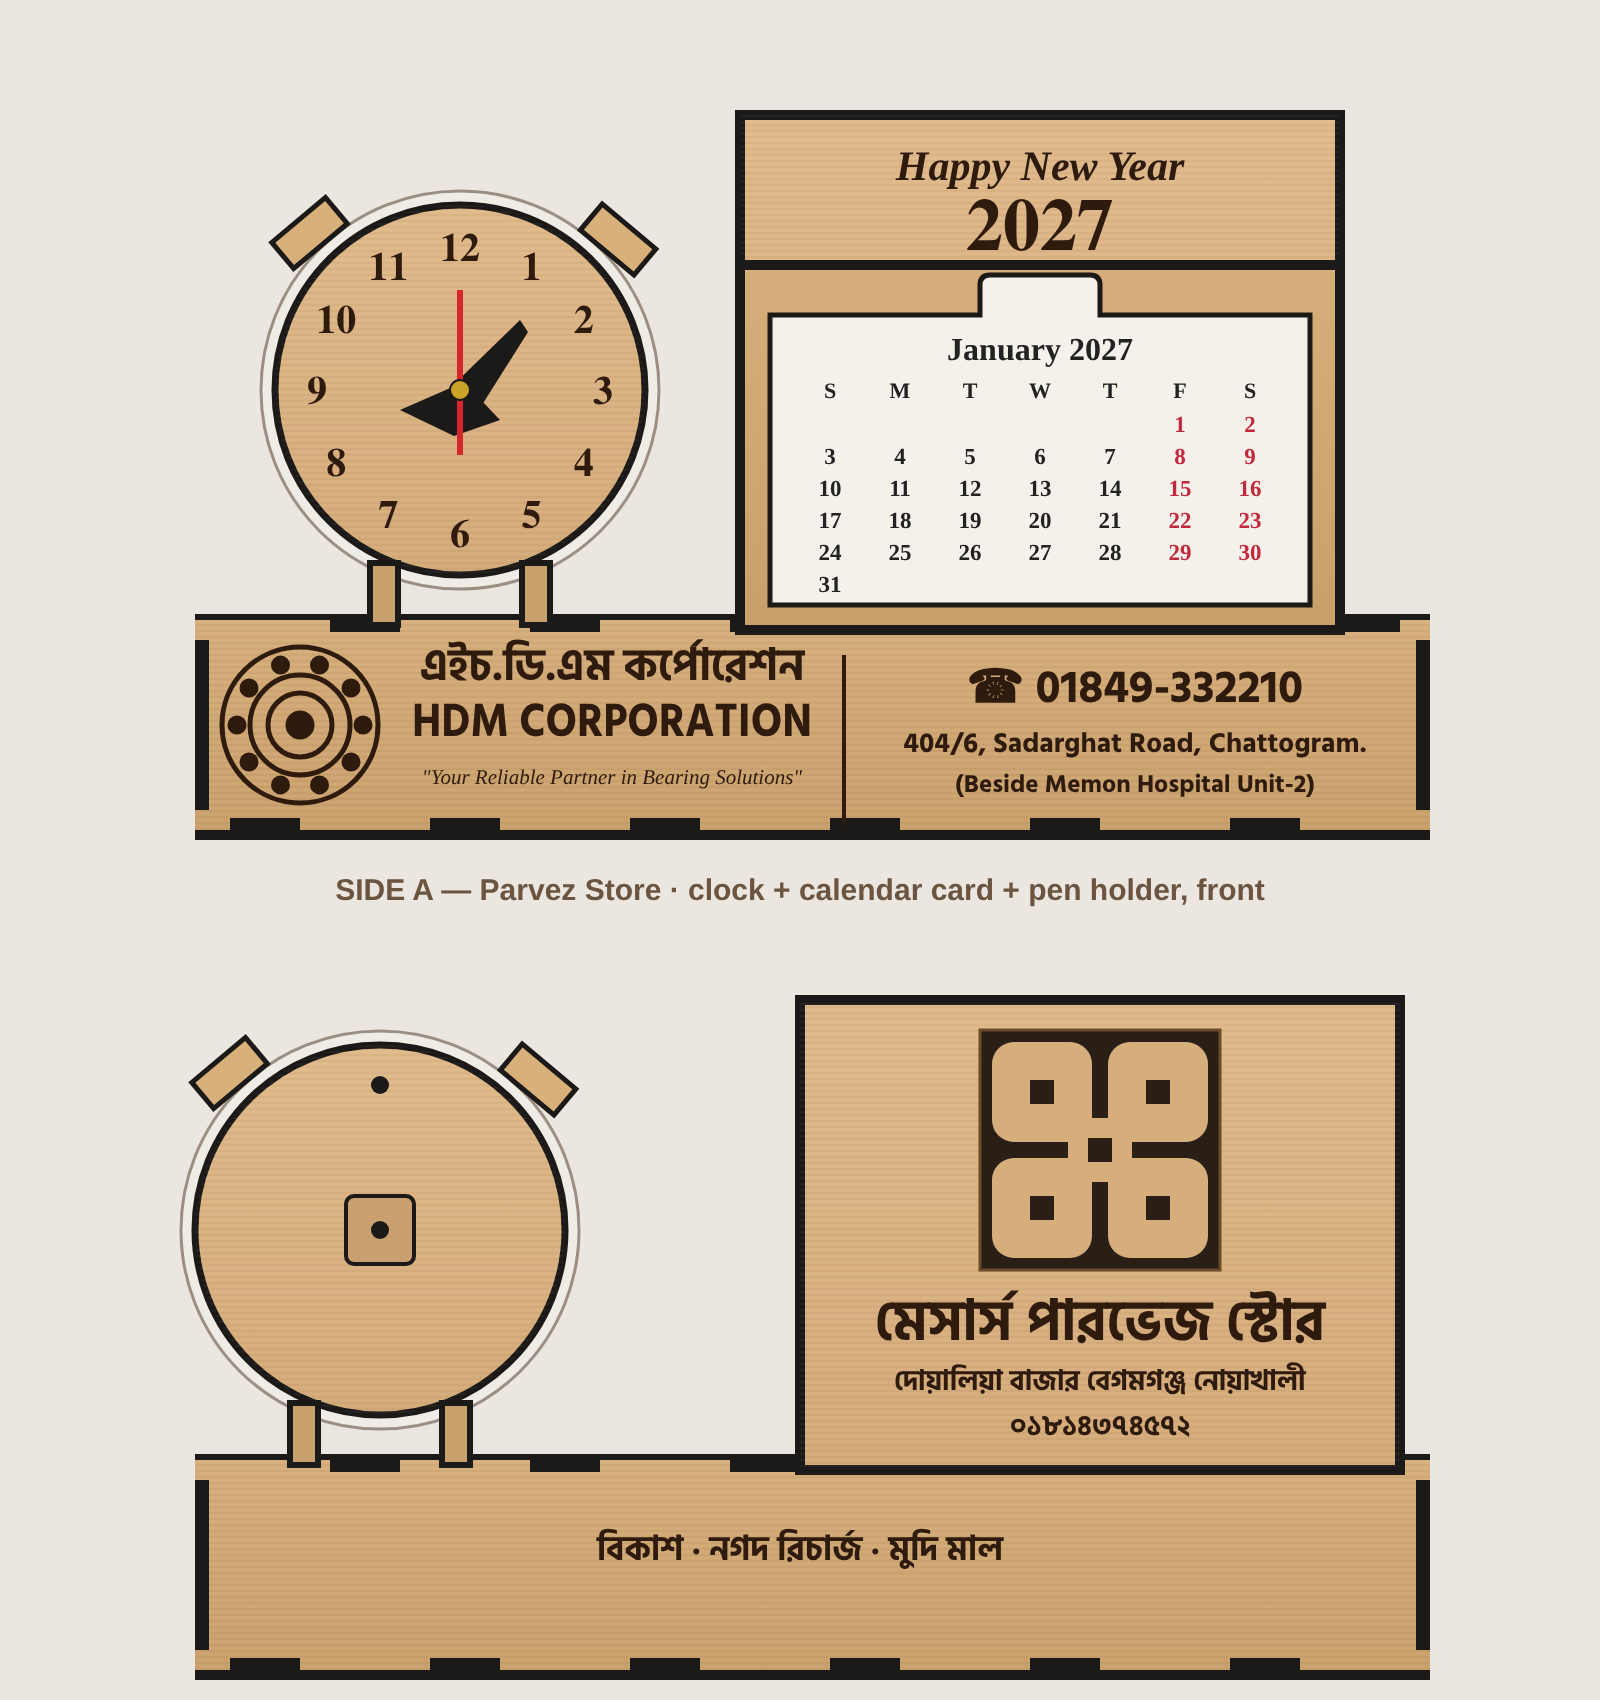 Happy New Year
2027
12
11 1
10 2
9 3
8 4
7 5
6
January 2027
S M T W T F S
1 2
3 4 5 6 7 8 9
10 11 12 13 14 15 16
17 18 19 20 21 22 23
24 25 26 27 28 29 30
31
এইচ.ডি.এম কর্পোরেশন
HDM CORPORATION
"Your Reliable Partner in Bearing Solutions"
☎ 01849-332210
404/6, Sadarghat Road, Chattogram.
(Beside Memon Hospital Unit-2)
SIDE A — Parvez Store · clock + calendar card + pen holder, front
মেসার্স পারভেজ স্টোর
দোয়ালিয়া বাজার বেগমগঞ্জ নোয়াখালী
০১৮১৪৩৭৪৫৭২
বিকাশ · নগদ রিচার্জ · মুদি মাল